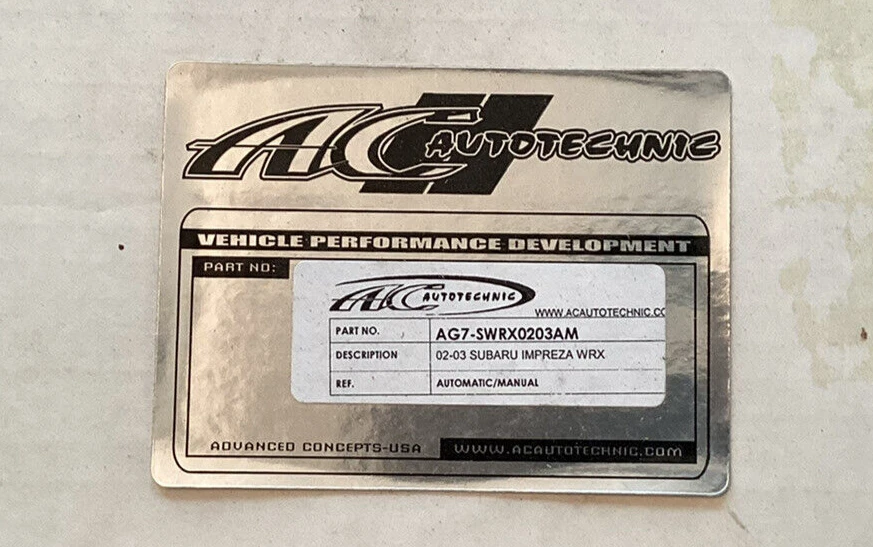 AC AUTOTECHNIC
VEHICLE PERFORMANCE DEVELOPMENT
PART NO:
AC AUTOTECHNIC
WWW.ACAUTOTECHNIC.CO
PART NO. AG7-SWRX0203AM
DESCRIPTION 02-03 SUBARU IMPREZA WRX
REF. AUTOMATIC/MANUAL
ADVANCED CONCEPTS-USA WWW.ACAUTOTECHNIC.COM